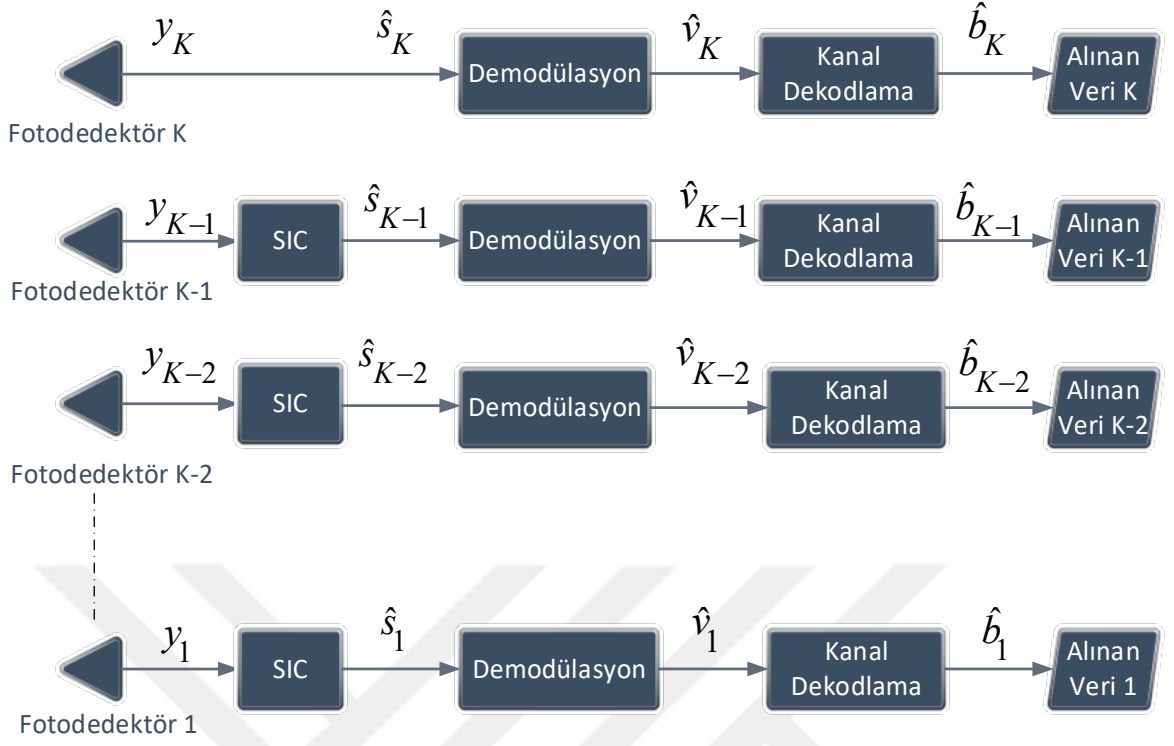 y_K ŝ_K v̂_K b̂_K
Demodülasyon
Kanal
Dekodlama
Alınan
Veri K
Fotodedektör K
y_{K-1} ŝ_{K-1} v̂_{K-1} b̂_{K-1}
SIC
Demodülasyon
Kanal
Dekodlama
Alınan
Veri K-1
Fotodedektör K-1
y_{K-2} ŝ_{K-2} v̂_{K-2} b̂_{K-2}
SIC
Demodülasyon
Kanal
Dekodlama
Alınan
Veri K-2
Fotodedektör K-2
y_1 ŝ_1 v̂_1 b̂_1
SIC
Demodülasyon
Kanal
Dekodlama
Alınan
Veri 1
Fotodedektör 1